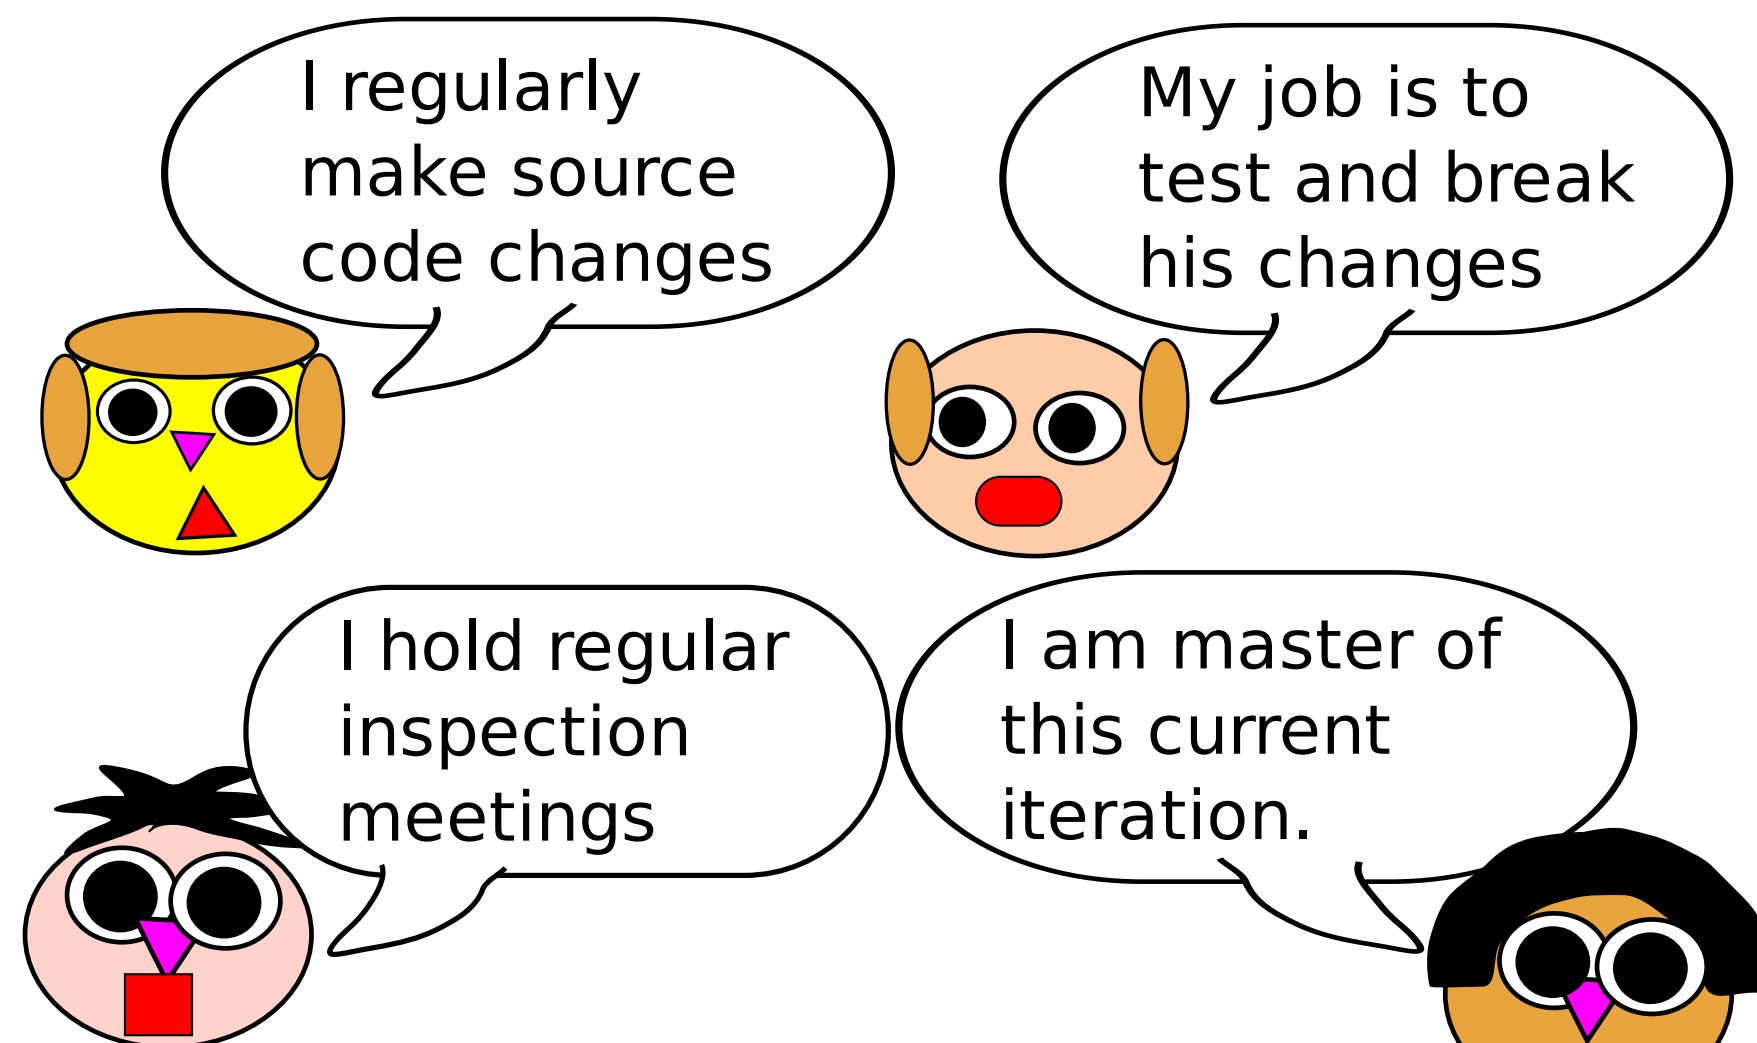 I regularly
make source
code changes
My job is to
test and break
his changes
I hold regular
inspection
meetings
I am master of
this current
iteration.